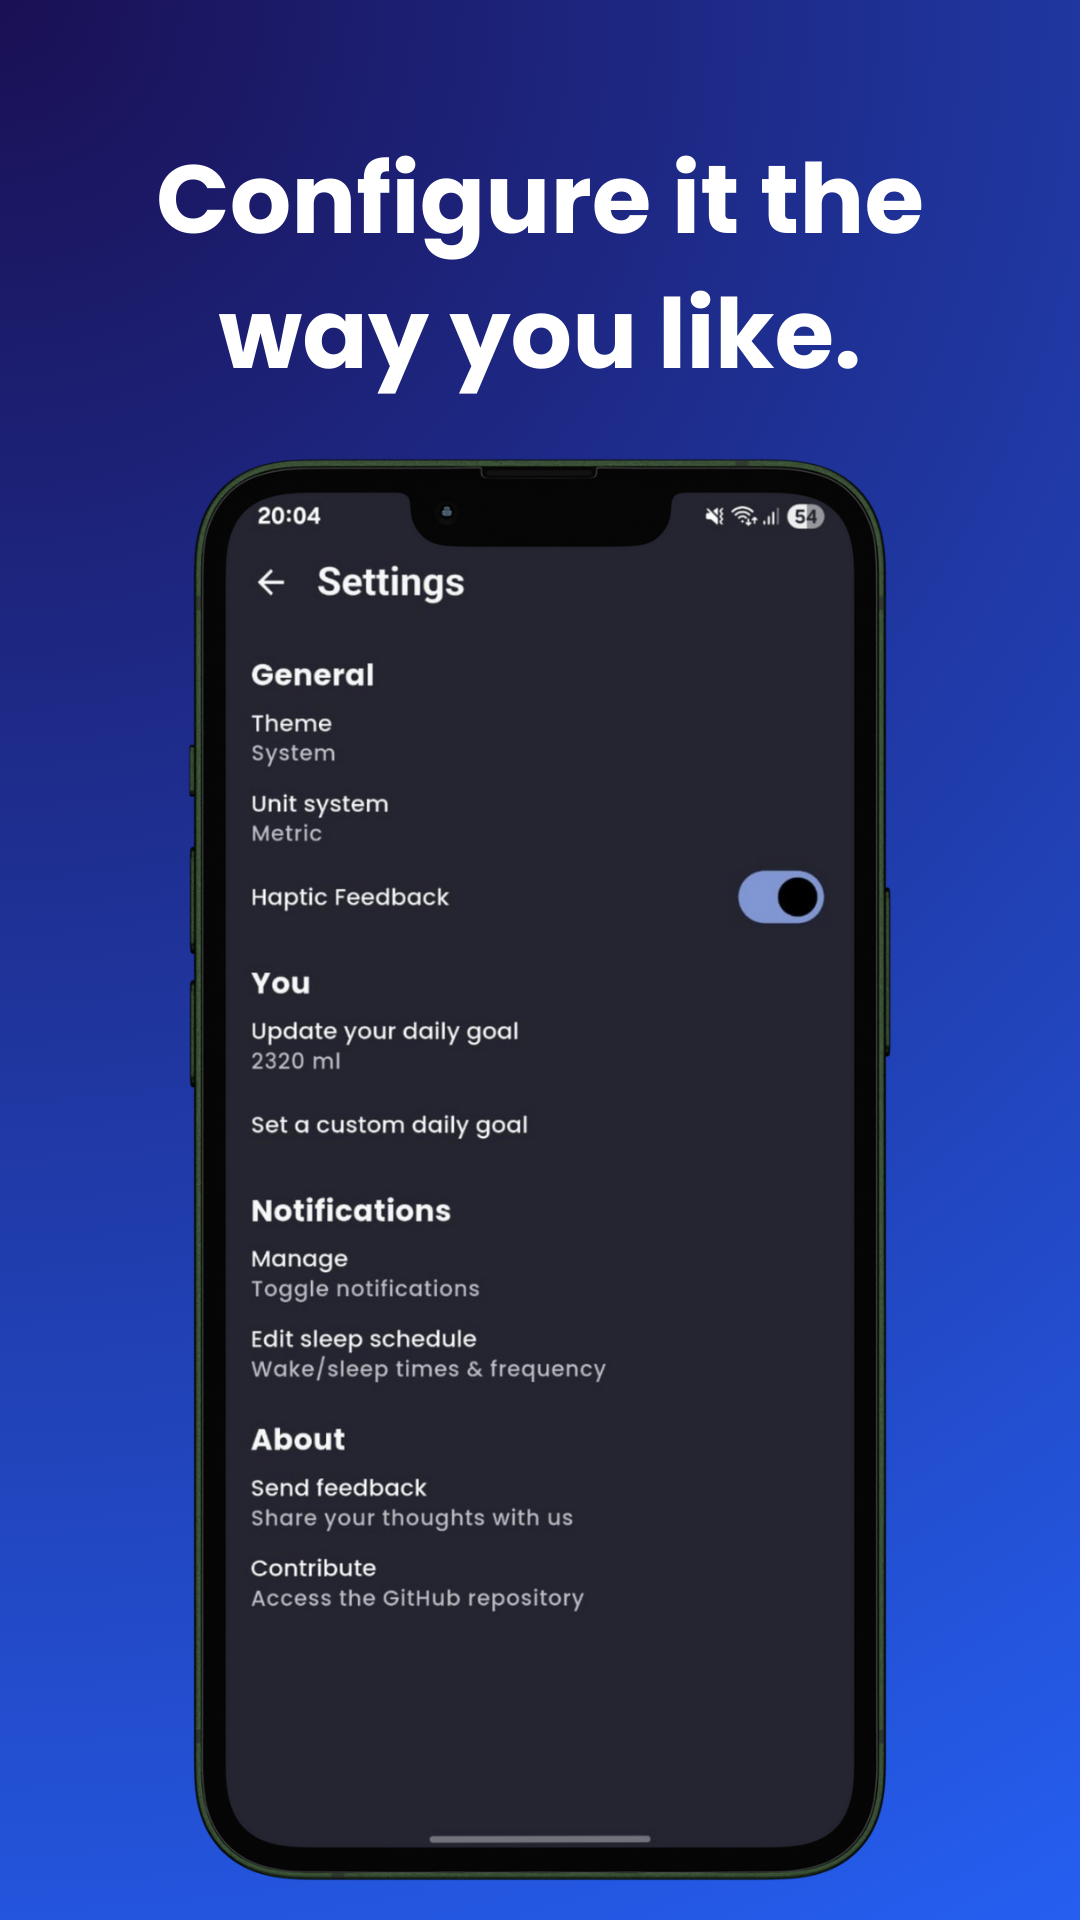 Configure it the
way you like.
20:04
54
Settings
General
Theme
System
Unit system
Metric
Haptic Feedback
You
Update your daily goal
2320 ml
Set a custom daily goal
Notifications
Manage
Toggle notifications
Edit sleep schedule
Wake/sleep times & frequency
About
Send feedback
Share your thoughts with us
Contribute
Access the GitHub repository